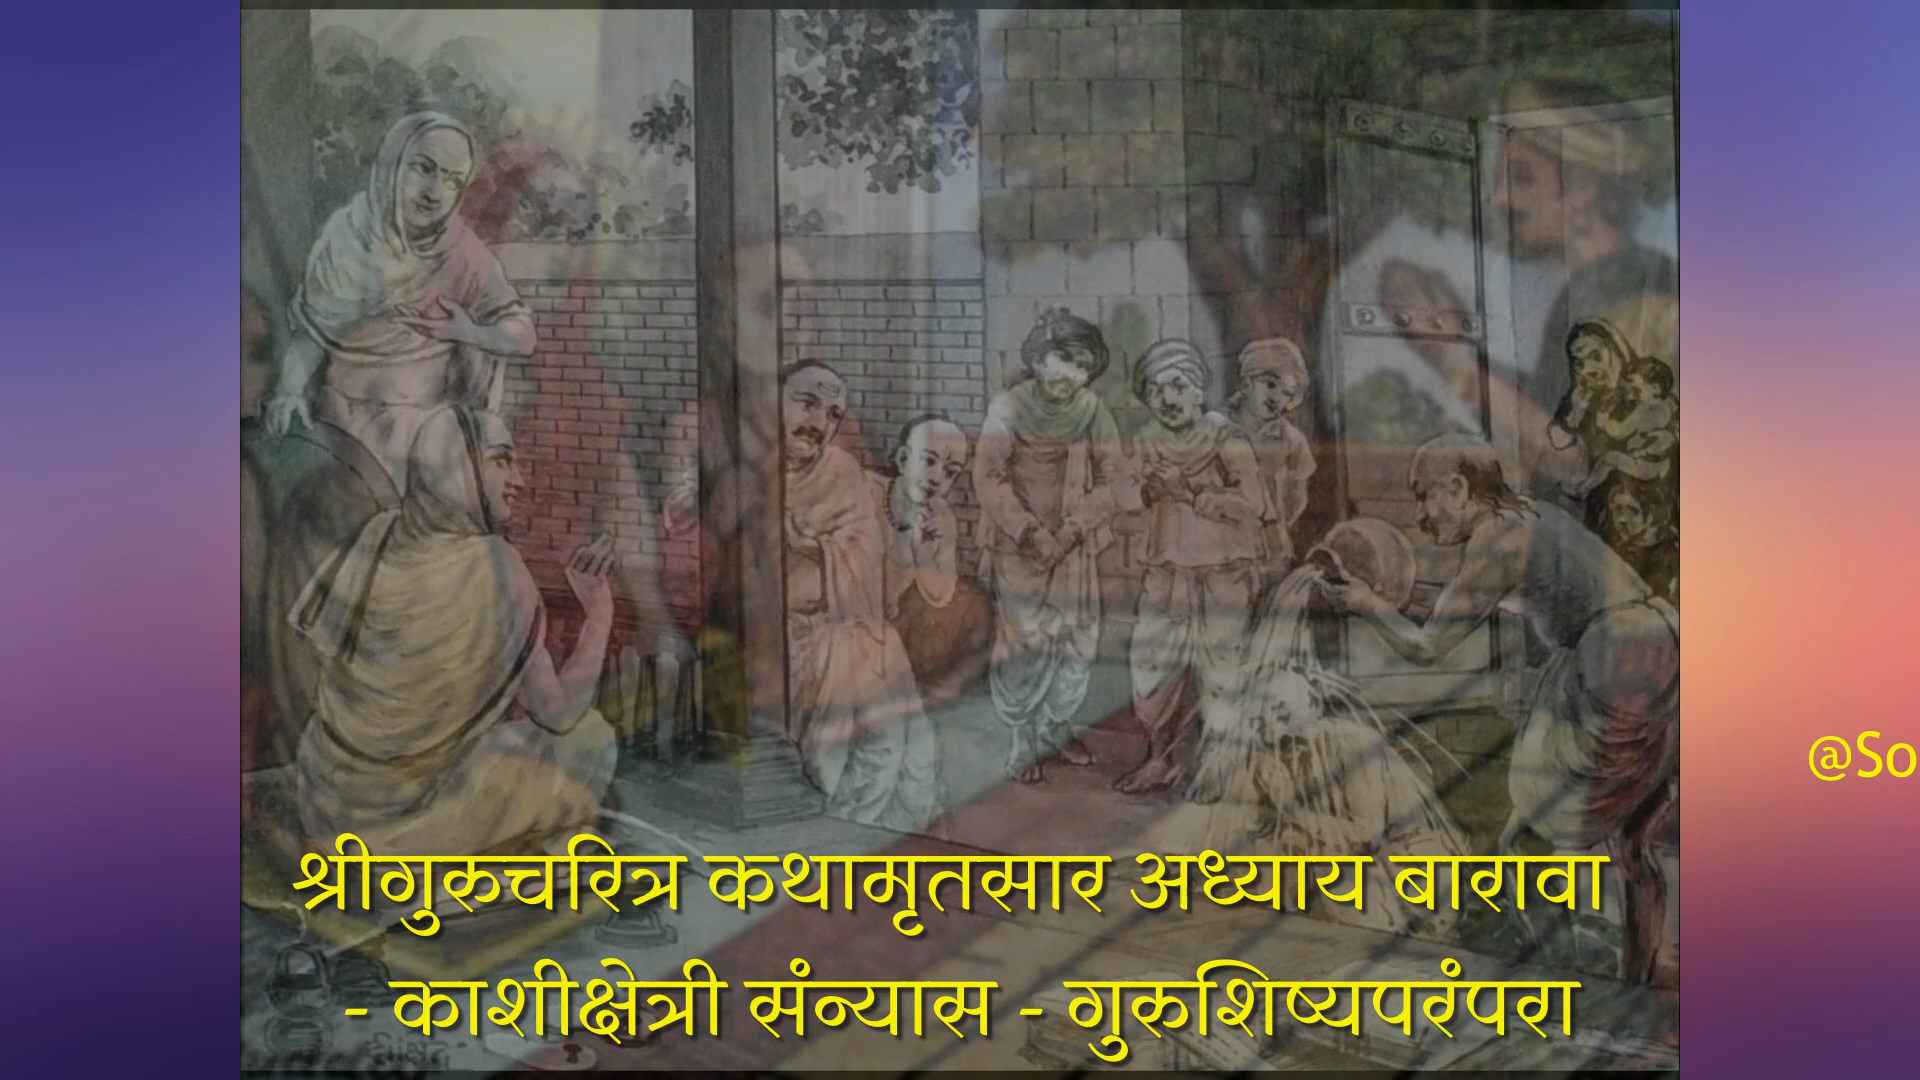 @So
श्रीगुरुचरित्र कथामृतसार अध्याय बारावा
- काशीक्षेत्री संन्यास - गुरुशिष्यपरंपरा